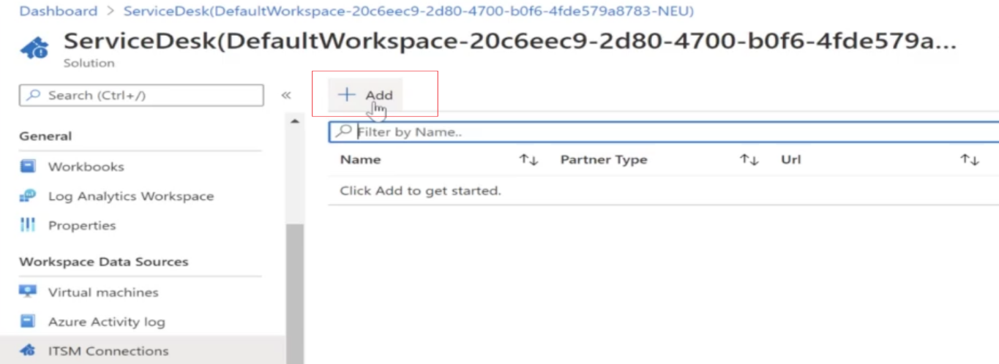 Dashboard > ServiceDesk(DefaultWorkspace-20c6eec9-2d80-4700-b0f6-4fde579a8783-NEU)
ServiceDesk(DefaultWorkspace-20c6eec9-2d80-4700-b0f6-4fde579a...
Solution
Search (Ctrl+/)
«
+ Add
Filter by Name..
General
Name ↑↓ Partner Type ↑↓ Url ↑↓
Workbooks
Click Add to get started.
Log Analytics Workspace
Properties
Workspace Data Sources
Virtual machines
Azure Activity log
ITSM Connections